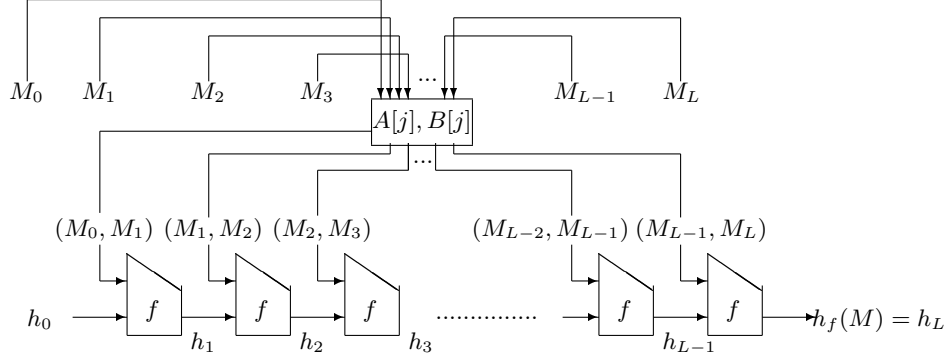 ...
M_0 M_1 M_2 M_3 M_{L-1} M_L
A[j], B[j]
...
(M_0, M_1) (M_1, M_2) (M_2, M_3) (M_{L-2}, M_{L-1}) (M_{L-1}, M_L)
f f f f f
h_0 ............... h_f(M) = h_L
h_1 h_2 h_3 h_{L-1}